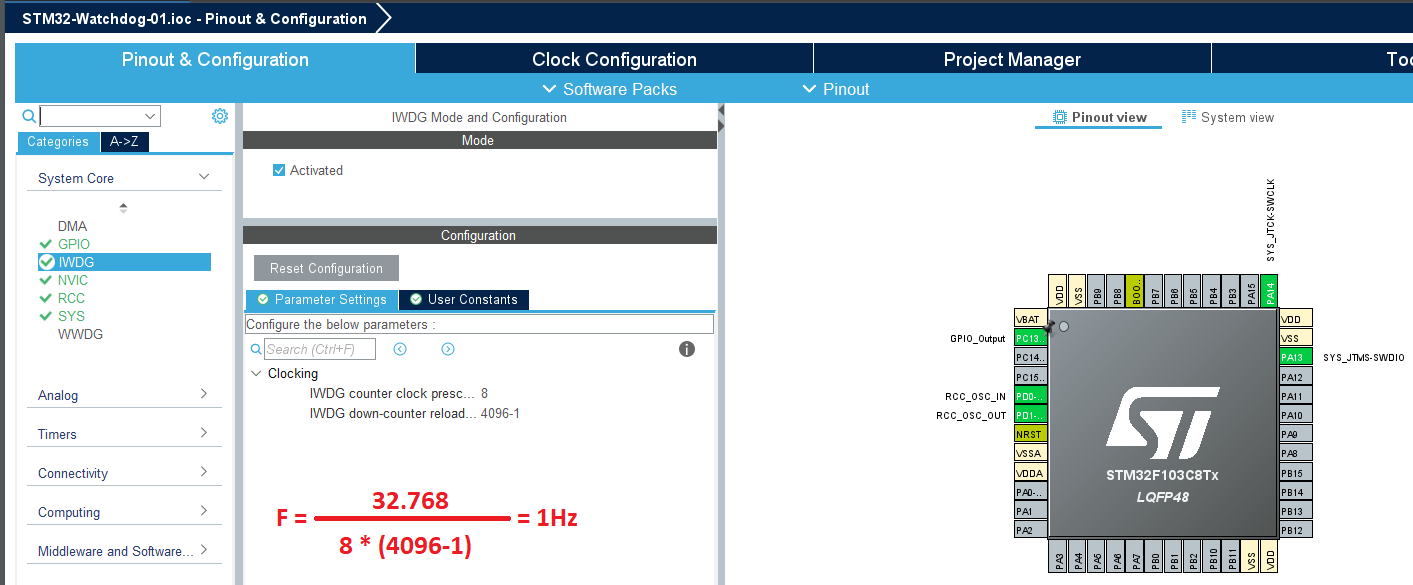 STM32-Watchdog-01.ioc - Pinout & Configuration
Pinout & Configuration
Clock Configuration
Project Manager
Too
Software Packs
Pinout
Categories
A->Z
System Core
DMA
GPIO
IWDG
NVIC
RCC
SYS
WWDG
Analog
Timers
Connectivity
Computing
Middleware and Software...
IWDG Mode and Configuration
Mode
Activated
Configuration
Reset Configuration
Parameter Settings
User Constants
Configure the below parameters :
Search (Ctrl+F)
Clocking
IWDG counter clock presc... 8
IWDG down-counter reload... 4096-1
32.768
F = = 1Hz
8 * (4096-1)
Pinout view
System view
SYS_JTCK-SWCLK
VDD
VSS
PB9
PB8
BOO..
PB7
PB6
PB5
PB4
PB3
PA15
PA14
VBAT
GPIO_Output
PC13..
PC14..
PC15..
RCC_OSC_IN
PD0-..
RCC_OSC_OUT
PD1-..
NRST
VSSA
VDDA
PA0-..
PA1
PA2
STM32F103C8Tx
LQFP48
VDD
VSS
PA13
SYS_JTMS-SWDIO
PA12
PA11
PA10
PA9
PA8
PB15
PB14
PB13
PB12
PA3
PA4
PA5
PA6
PA7
PB0
PB1
PB2
PB10
PB11
VSS
VDD